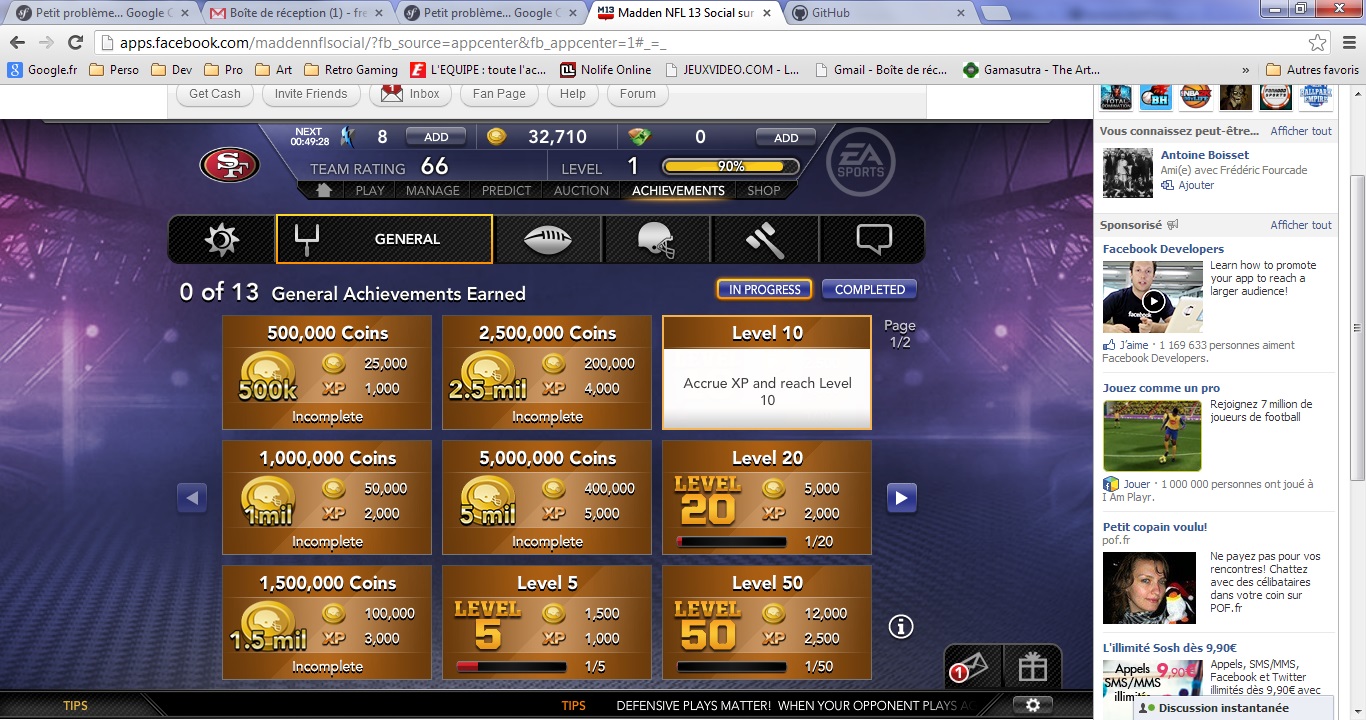 Petit problème... Google C
Boîte de réception (1) - fre
Petit problème... Google C
Madden NFL 13 Social sur
GitHub
apps.facebook.com/maddennflsocial/?fb_source=appcenter&fb_appcenter=1#_=_
Google.fr
Perso
Dev
Pro
Art
Retro Gaming
L'EQUIPE : toute l'ac...
Nolife Online
JEUXVIDEO.COM - L...
Gmail - Boîte de réc...
Gamasutra - The Art...
»
Autres favoris
Get Cash
Invite Friends
Inbox
Fan Page
Help
Forum
NEXT
00:49:28
8
ADD
32,710
0
ADD
SF
TEAM RATING 66
LEVEL 1
90%
EA
SPORTS
PLAY
MANAGE
PREDICT
AUCTION
ACHIEVEMENTS
SHOP
GENERAL
0 of 13 General Achievements Earned
IN PROGRESS
COMPLETED
Page
1/2
500,000 Coins
500k
25,000
XP 1,000
Incomplete
2,500,000 Coins
2.5 mil
200,000
XP 4,000
Incomplete
Level 10
Accrue XP and reach Level
10
1,000,000 Coins
1mil
50,000
XP 2,000
Incomplete
5,000,000 Coins
5 mil
400,000
XP 5,000
Incomplete
Level 20
LEVEL
20
5,000
XP 2,000
1/20
1,500,000 Coins
1.5 mil
100,000
XP 3,000
Incomplete
Level 5
LEVEL
5
1,500
XP 1,000
1/5
Level 50
LEVEL
50
12,000
XP 2,500
1/50
1
TIPS
TIPS
DEFENSIVE PLAYS MATTER! WHEN YOUR OPPONENT PLAYS A
Vous connaissez peut-être...
Afficher tout
Antoine Boisset
Ami(e) avec Frédéric Fourcade
Ajouter
Sponsorisé
Afficher tout
Facebook Developers
Learn how to promote
your app to reach a
larger audience!
J'aime · 1 169 633 personnes aiment
Facebook Developers.
Jouez comme un pro
Rejoignez 7 million de
joueurs de football
Jouer · 1 000 000 personnes ont joué à
I Am Playr.
Petit copain voulu!
pof.fr
Ne payez pas pour vos
rencontres! Chattez
avec des célibataires
dans votre coin sur
POF.fr
L'illimité Sosh dès 9,90€
Appels
SMS/MMS
illimités
9,90€
Appels, SMS/MMS,
Facebook et Twitter
illimités dès 9,90€ avec
Discussion instantanée